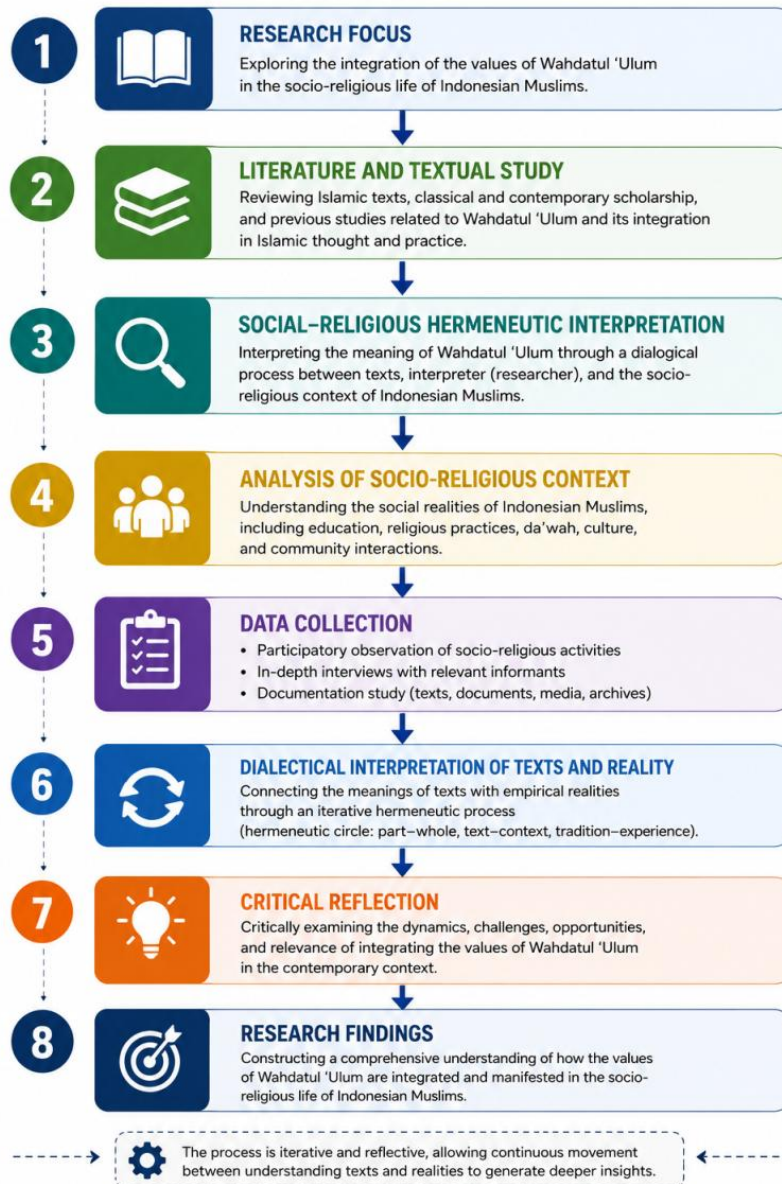 1
RESEARCH FOCUS
Exploring the integration of the values of Wahdatul ‘Ulum
in the socio-religious life of Indonesian Muslims.
2
LITERATURE AND TEXTUAL STUDY
Reviewing Islamic texts, classical and contemporary scholarship,
and previous studies related to Wahdatul ‘Ulum and its integration
in Islamic thought and practice.
3
SOCIAL–RELIGIOUS HERMENEUTIC INTERPRETATION
Interpreting the meaning of Wahdatul ‘Ulum through a dialogical
process between texts, interpreter (researcher), and the socio-
religious context of Indonesian Muslims.
4
ANALYSIS OF SOCIO-RELIGIOUS CONTEXT
Understanding the social realities of Indonesian Muslims,
including education, religious practices, da’wah, culture,
and community interactions.
5
DATA COLLECTION
• Participatory observation of socio-religious activities
• In-depth interviews with relevant informants
• Documentation study (texts, documents, media, archives)
6
DIALECTICAL INTERPRETATION OF TEXTS AND REALITY
Connecting the meanings of texts with empirical realities
through an iterative hermeneutic process
(hermeneutic circle: part–whole, text–context, tradition–experience).
7
CRITICAL REFLECTION
Critically examining the dynamics, challenges, opportunities,
and relevance of integrating the values of Wahdatul ‘Ulum
in the contemporary context.
8
RESEARCH FINDINGS
Constructing a comprehensive understanding of how the values
of Wahdatul ‘Ulum are integrated and manifested in the socio-
religious life of Indonesian Muslims.
The process is iterative and reflective, allowing continuous movement
between understanding texts and realities to generate deeper insights.